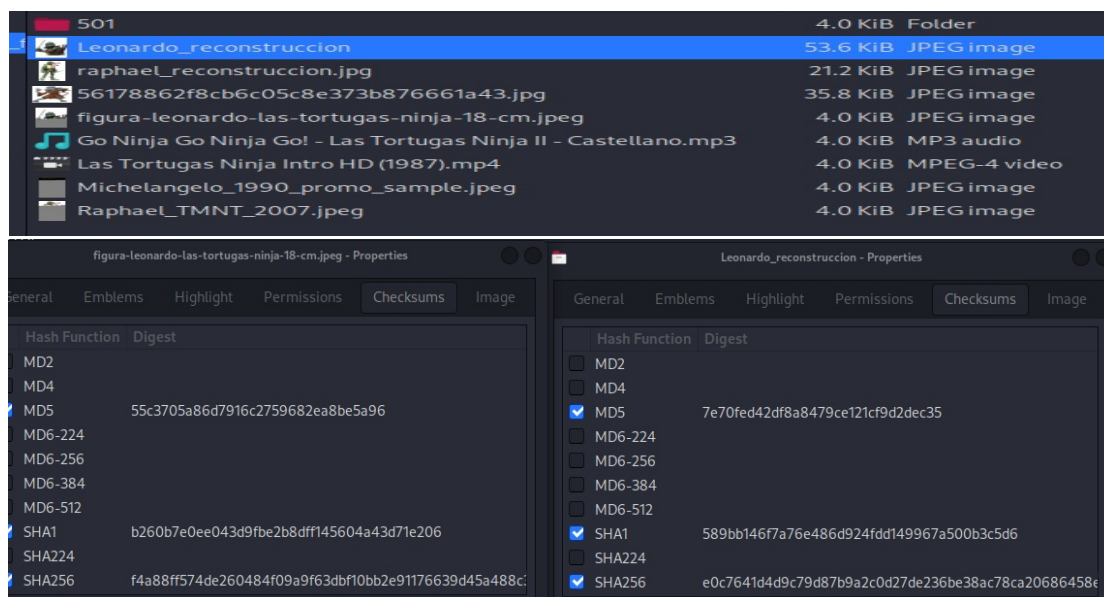 501 4.0 KiB Folder
Leonardo_reconstruccion 53.6 KiB JPEG image
raphael_reconstruccion.jpg 21.2 KiB JPEG image
56178862f8cb6c05c8e373b876661a43.jpg 35.8 KiB JPEG image
figura-leonardo-las-tortugas-ninja-18-cm.jpeg 4.0 KiB JPEG image
Go Ninja Go Ninja Go! - Las Tortugas Ninja II - Castellano.mp3 4.0 KiB MP3 audio
Las Tortugas Ninja Intro HD (1987).mp4 4.0 KiB MPEG-4 video
Michelangelo_1990_promo_sample.jpeg 4.0 KiB JPEG image
Raphael_TMNT_2007.jpeg 4.0 KiB JPEG image
figura-leonardo-las-tortugas-ninja-18-cm.jpeg - Properties
General Emblems Highlight Permissions Checksums Image
Hash Function Digest
MD2
MD4
MD5 55c3705a86d7916c2759682ea8be5a96
MD6-224
MD6-256
MD6-384
MD6-512
SHA1 b260b7e0ee043d9fbe2b8dff145604a43d71e206
SHA224
SHA256 f4a88ff574de260484f09a9f63dbf10bb2e91176639d45a488c
Leonardo_reconstruccion - Properties
General Emblems Highlight Permissions Checksums Image
Hash Function Digest
MD2
MD4
MD5 7e70fed42df8a8479ce121cf9d2dec35
MD6-224
MD6-256
MD6-384
MD6-512
SHA1 589bb146f7a76e486d924fdd149967a500b3c5d6
SHA224
SHA256 e0c7641d4d9c79d87b9a2c0d27de236be38ac78ca20686458e